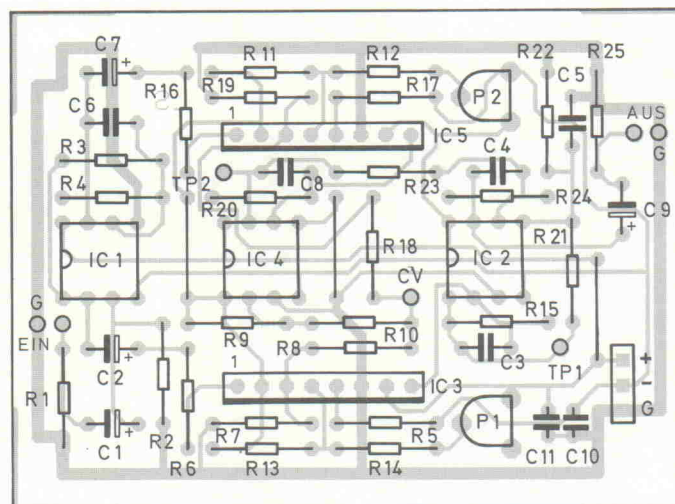 C7
+
R11
R12
R22
R25
R16
R19
R17
C5
P2
C6
AUS
1
IC5
G
R3
R4
TP2
C8
C4
R23
R20
R24
C9
+
R18
R21
IC1
IC4
IC2
CV
G
EIN
R9
R10
R15
R8
C2
+
1
C3
TP1
+
-
G
R1
IC3
R7
R5
P1
C1
+
R2
R6
R13
R14
C11
C10